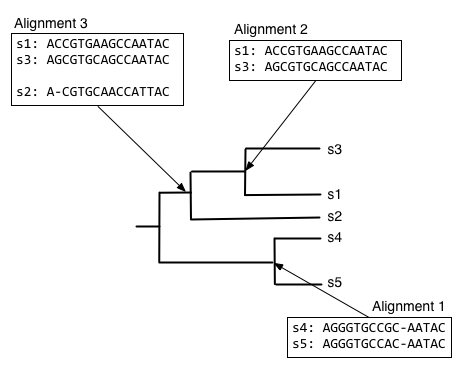 Alignment 3
s1: ACCGTGAAGCCAATAC
s3: AGCGTGCAGCCAATAC
s2: A-CGTGCAACCATTAC
Alignment 2
s1: ACCGTGAAGCCAATAC
s3: AGCGTGCAGCCAATAC
s3
s1
s2
s4
s5
Alignment 1
s4: AGGGTGCCGC-AATAC
s5: AGGGTGCCAC-AATAC